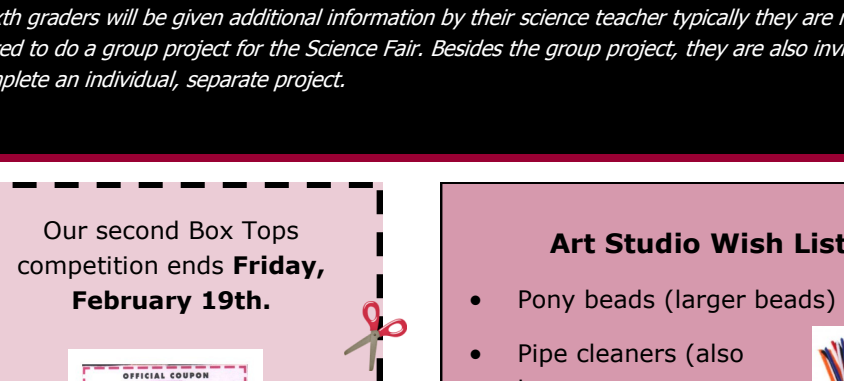 xth graders will be given additional information by their science teacher typically they are
ed to do a group project for the Science Fair. Besides the group project, they are also invi
plete an individual, separate project.
Our second Box Tops
competition ends Friday,
February 19th.
OFFICIAL COUPON
Art Studio Wish List
• Pony beads (larger beads)
• Pipe cleaners (also